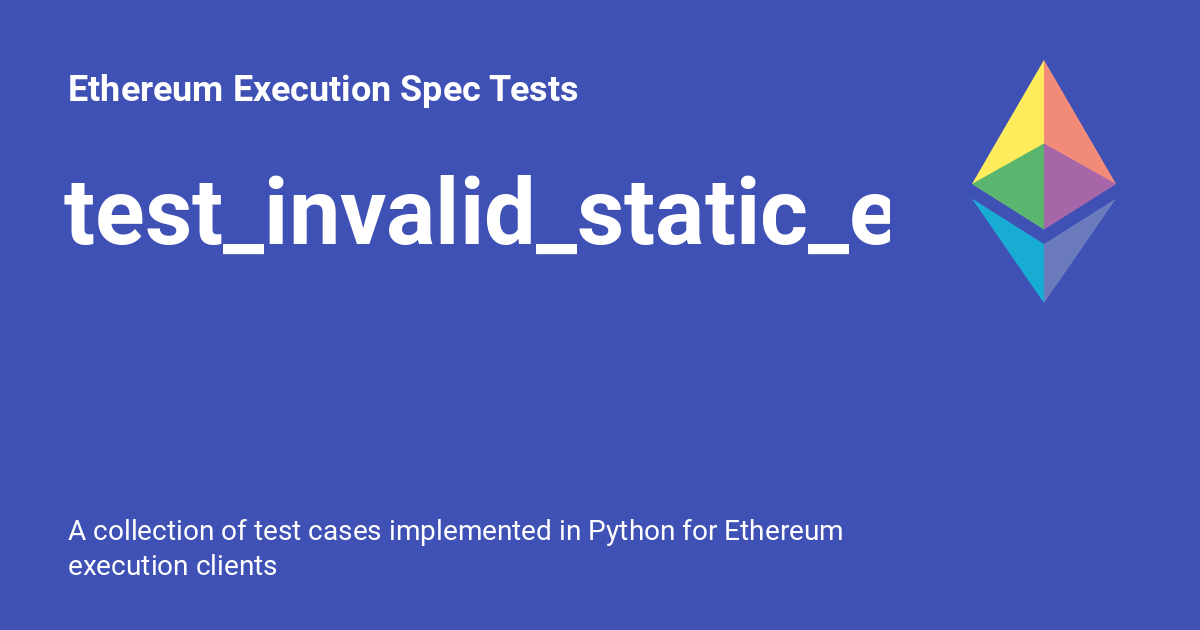 Ethereum Execution Spec Tests
test_invalid_static_e
A collection of test cases implemented in Python for Ethereum
execution clients